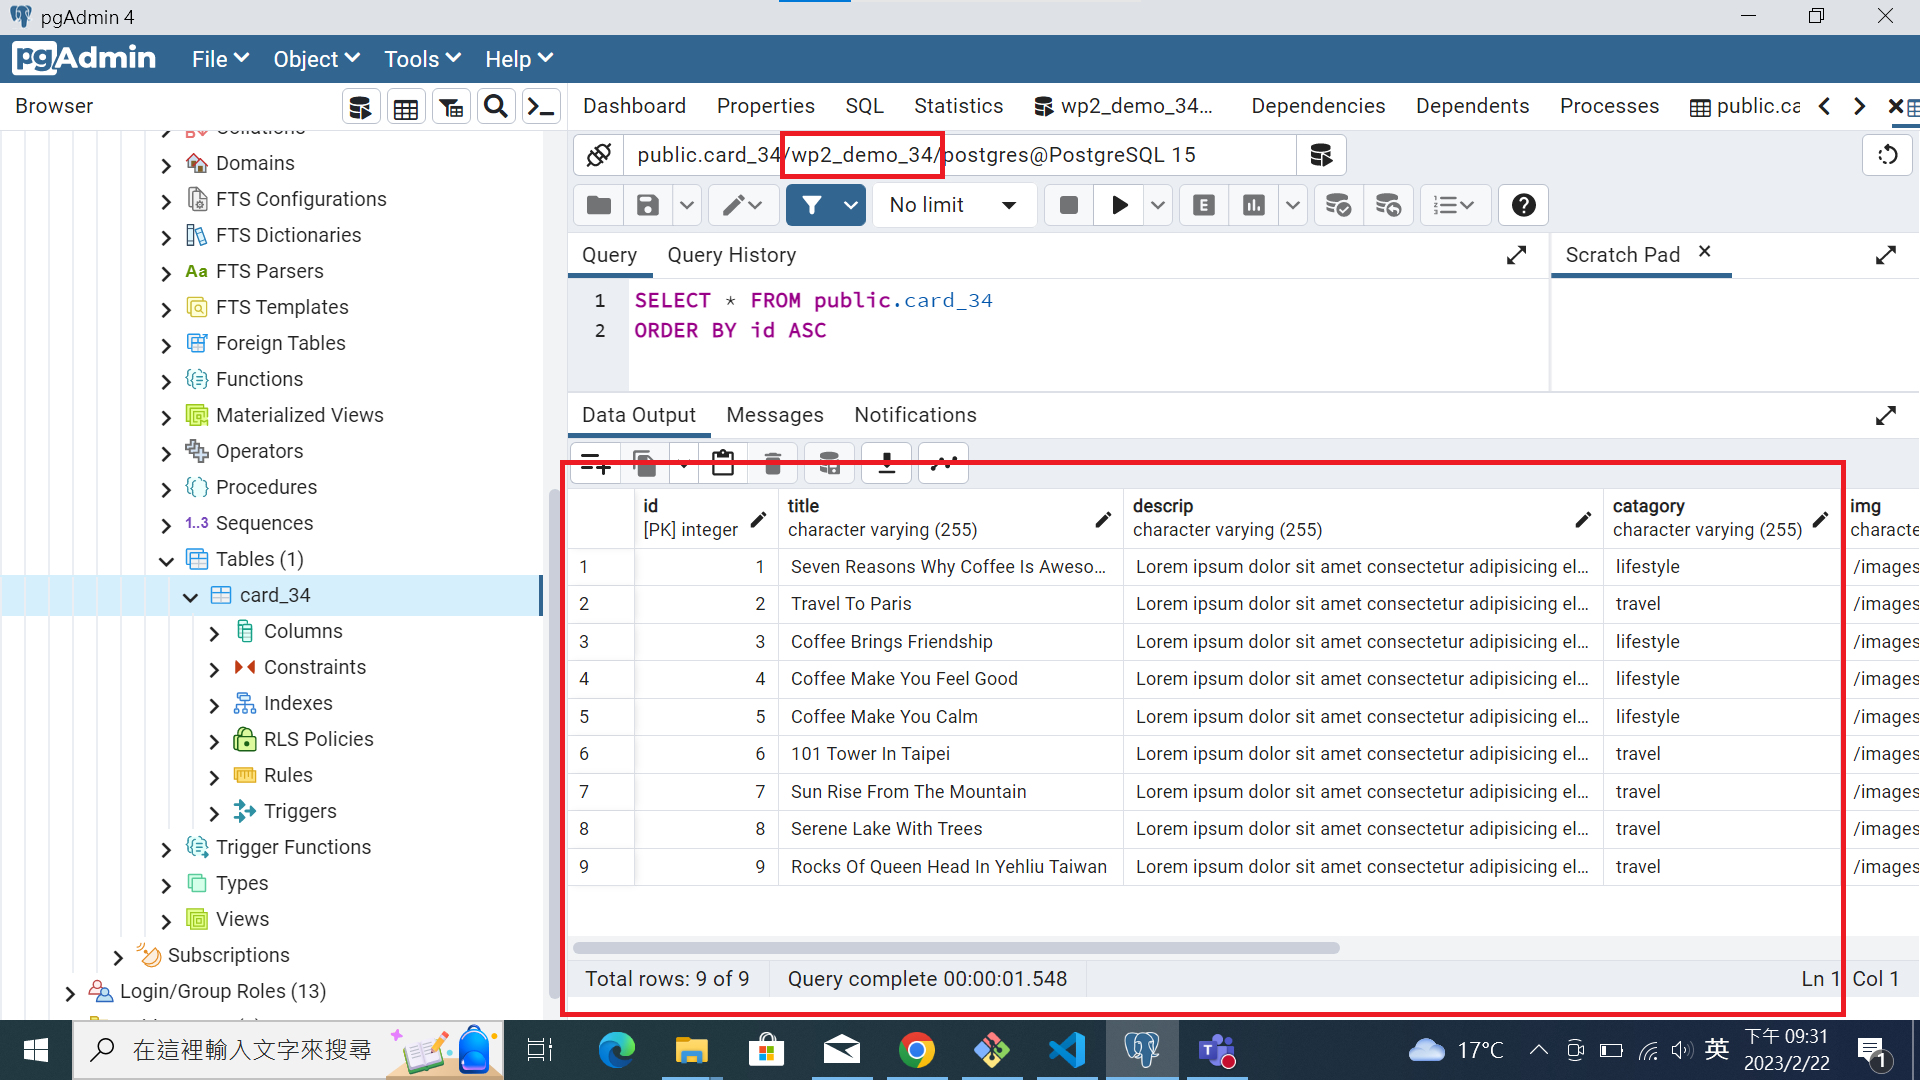 pgAdmin 4
pgAdmin File Object Tools Help
Browser
Dashboard Properties SQL Statistics wp2_demo_34... Dependencies Dependents Processes public.ca
public.card_34/wp2_demo_34/postgres@PostgreSQL 15
No limit
Query Query History
Scratch Pad
1 SELECT * FROM public.card_34
2 ORDER BY id ASC
Data Output Messages Notifications
Collations
Domains
FTS Configurations
FTS Dictionaries
Aa FTS Parsers
FTS Templates
Foreign Tables
Functions
Materialized Views
Operators
Procedures
1..3 Sequences
Tables (1)
card_34
Columns
Constraints
Indexes
RLS Policies
Rules
Triggers
Trigger Functions
Types
Views
Subscriptions
Login/Group Roles (13)
id title descrip catagory img
[PK] integer character varying (255) character varying (255) character varying (255) characte
1 1 Seven Reasons Why Coffee Is Aweso... Lorem ipsum dolor sit amet consectetur adipisicing el... lifestyle /images
2 2 Travel To Paris Lorem ipsum dolor sit amet consectetur adipisicing el... travel /images
3 3 Coffee Brings Friendship Lorem ipsum dolor sit amet consectetur adipisicing el... lifestyle /images
4 4 Coffee Make You Feel Good Lorem ipsum dolor sit amet consectetur adipisicing el... lifestyle /images
5 5 Coffee Make You Calm Lorem ipsum dolor sit amet consectetur adipisicing el... lifestyle /images
6 6 101 Tower In Taipei Lorem ipsum dolor sit amet consectetur adipisicing el... travel /images
7 7 Sun Rise From The Mountain Lorem ipsum dolor sit amet consectetur adipisicing el... travel /images
8 8 Serene Lake With Trees Lorem ipsum dolor sit amet consectetur adipisicing el... travel /images
9 9 Rocks Of Queen Head In Yehliu Taiwan Lorem ipsum dolor sit amet consectetur adipisicing el... travel /images
Total rows: 9 of 9 Query complete 00:00:01.548 Ln 1 Col 1
在這裡輸入文字來搜尋
17°C 英 下午 09:31
2023/2/22
1